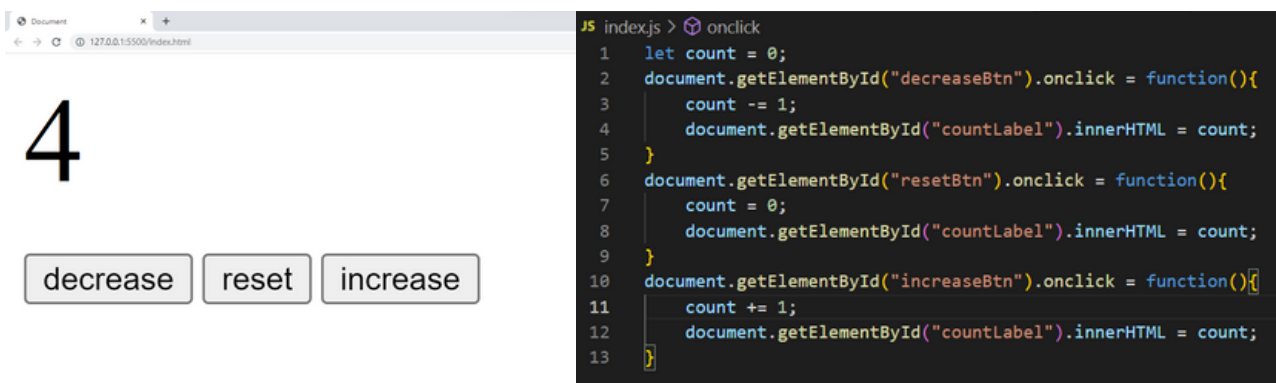 Document
127.0.0.1:5500/index.html
4
decrease reset increase
JS index.js > onclick
1 let count = 0;
2 document.getElementById("decreaseBtn").onclick = function(){
3 count -= 1;
4 document.getElementById("countLabel").innerHTML = count;
5 }
6 document.getElementById("resetBtn").onclick = function(){
7 count = 0;
8 document.getElementById("countLabel").innerHTML = count;
9 }
10 document.getElementById("increaseBtn").onclick = function(){
11 count += 1;
12 document.getElementById("countLabel").innerHTML = count;
13 }